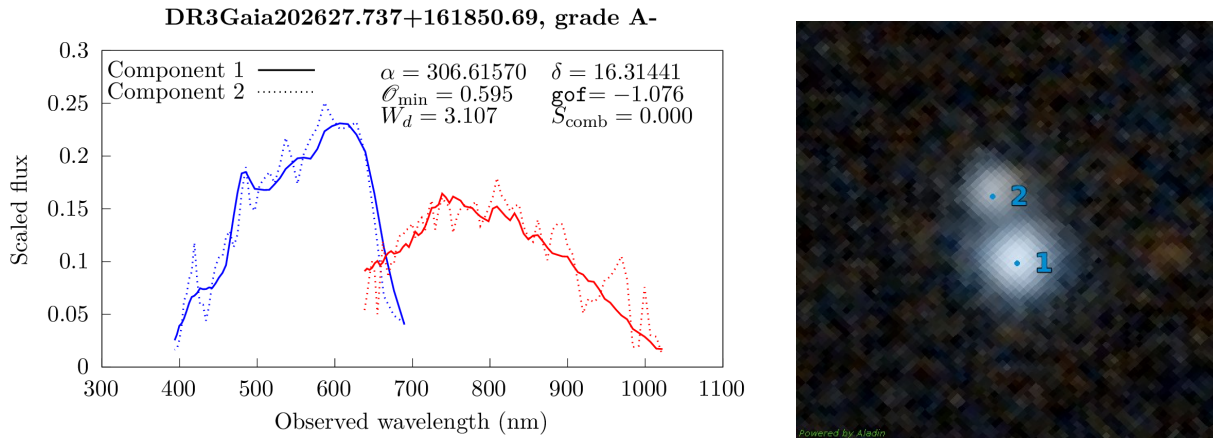 DR3Gaia202627.737+161850.69, grade A-
Component 1
Component 2
α = 306.61570 δ = 16.31441
𝒪min = 0.595 gof= −1.076
Wd = 3.107 Scomb = 0.000
0.3
0.25
0.2
0.15
0.1
0.05
0
300 400 500 600 700 800 900 1000 1100
Scaled flux
Observed wavelength (nm)
2
1
Powered by Aladin